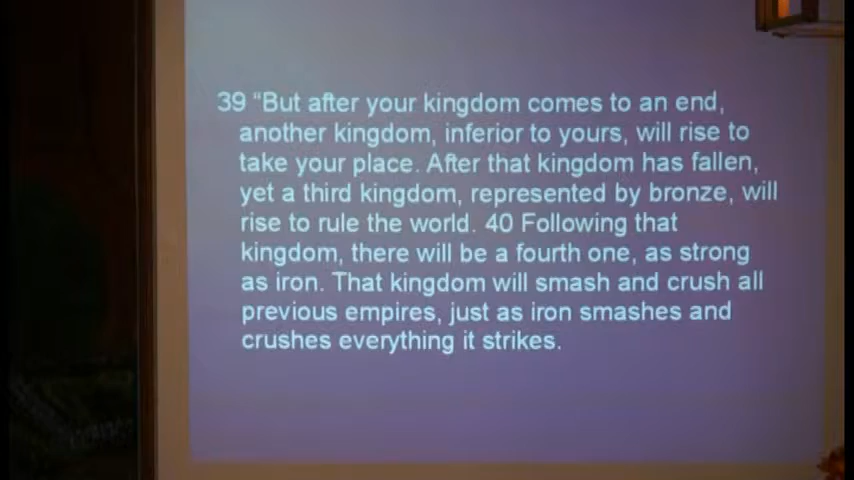 39 “But after your kingdom comes to an end,
another kingdom, inferior to yours, will rise to
take your place. After that kingdom has fallen,
yet a third kingdom, represented by bronze, will
rise to rule the world. 40 Following that
kingdom, there will be a fourth one, as strong
as iron. That kingdom will smash and crush all
previous empires, just as iron smashes and
crushes everything it strikes.